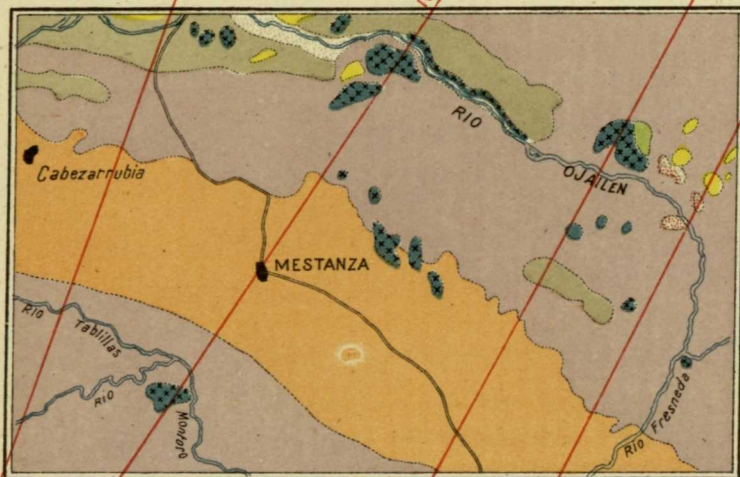 RIO
OJAILEN
Cabezarrubia
MESTANZA
RIO
Tablillas
RIO
Montoro
RIO
Fresneda